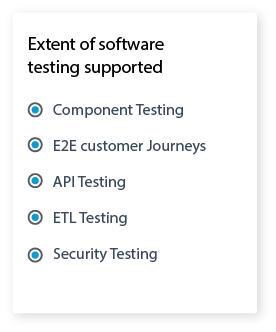 Extent of software
testing supported
Component Testing
E2E customer Journeys
API Testing
ETL Testing
Security Testing